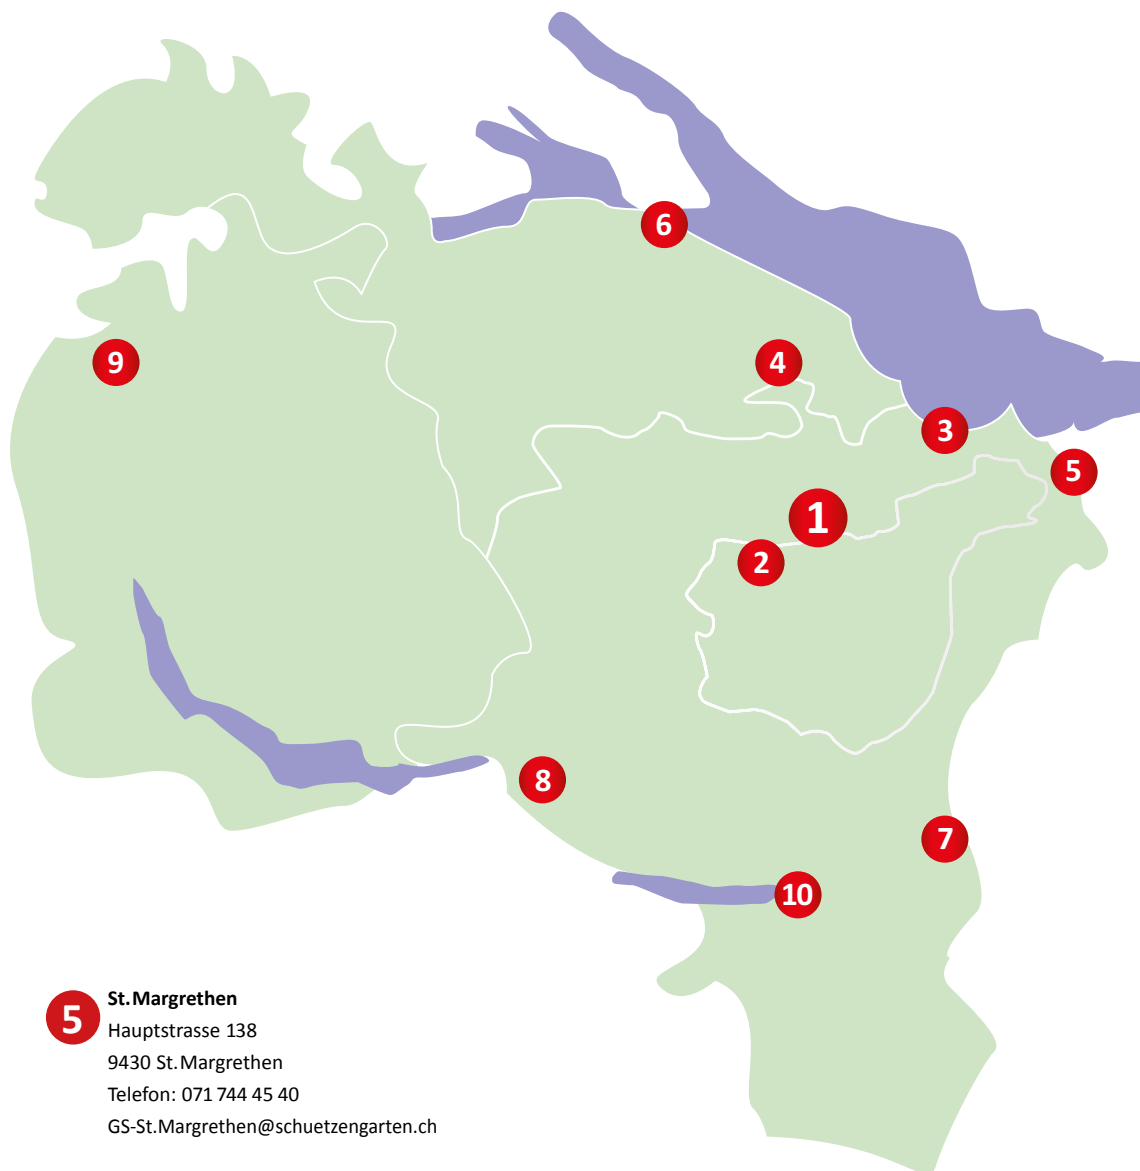 6
4
9
3
5
1
2
8
7
10
5
St.Margrethen
Hauptstrasse 138
9430 St.Margrethen
Telefon: 071 744 45 40
GS-St.Margrethen@schuetzengarten.ch